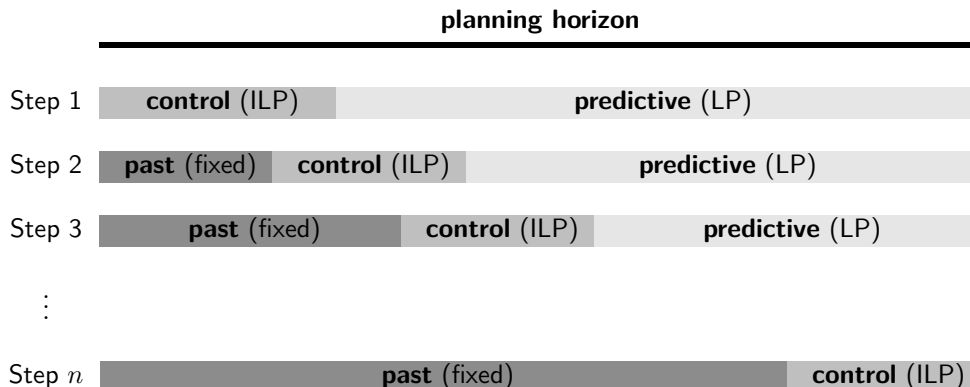 planning horizon
Step 1 control (ILP) predictive (LP)
Step 2 past (fixed) control (ILP) predictive (LP)
Step 3 past (fixed) control (ILP) predictive (LP)
⋮
Step n past (fixed) control (ILP)